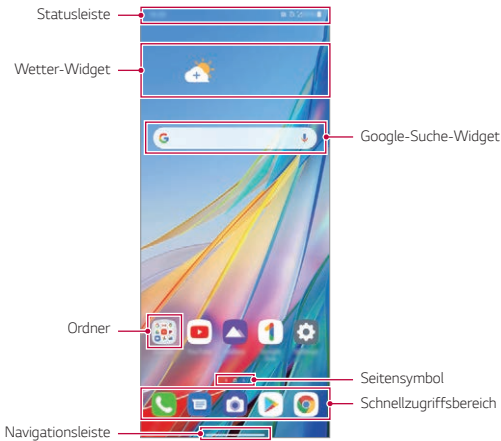 Statusleiste
Wetter-Widget
Google-Suche-Widget
Ordner
Seitensymbol
Schnellzugriffsbereich
Navigationsleiste